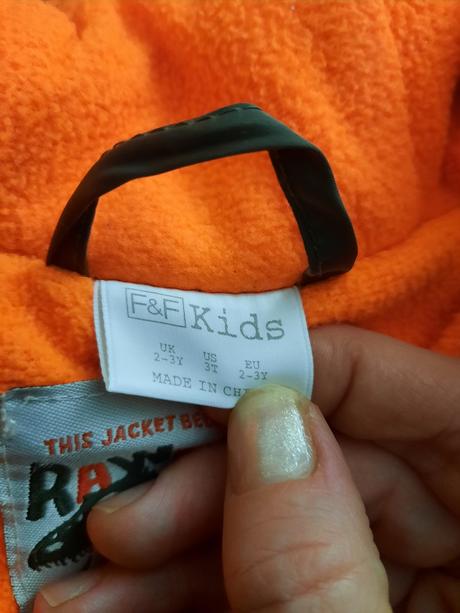 F&F Kids
UK US EU
2-3Y 3T 2-3Y
MADE IN
THIS JACKET